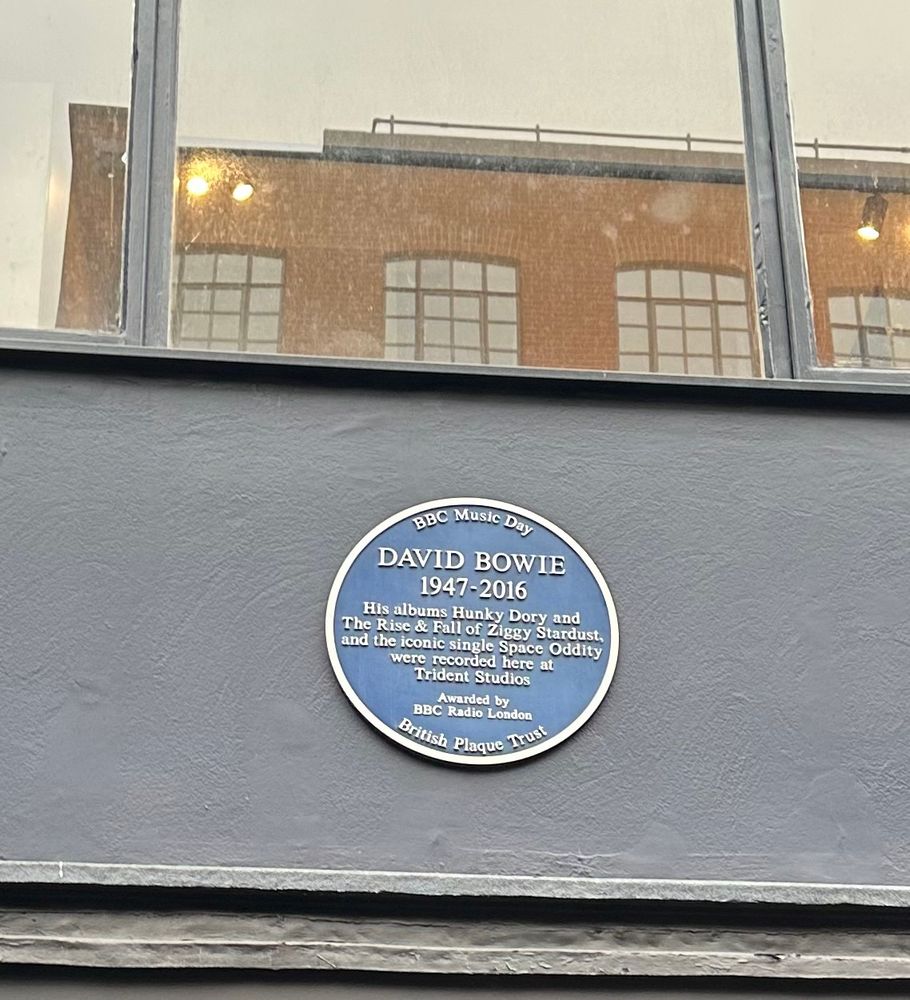 BBC Music Day
DAVID BOWIE
1947-2016
His albums Hunky Dory and
The Rise & Fall of Ziggy Stardust,
and the iconic single Space Oddity
were recorded here at
Trident Studios
Awarded by
BBC Radio London
British Plaque Trust